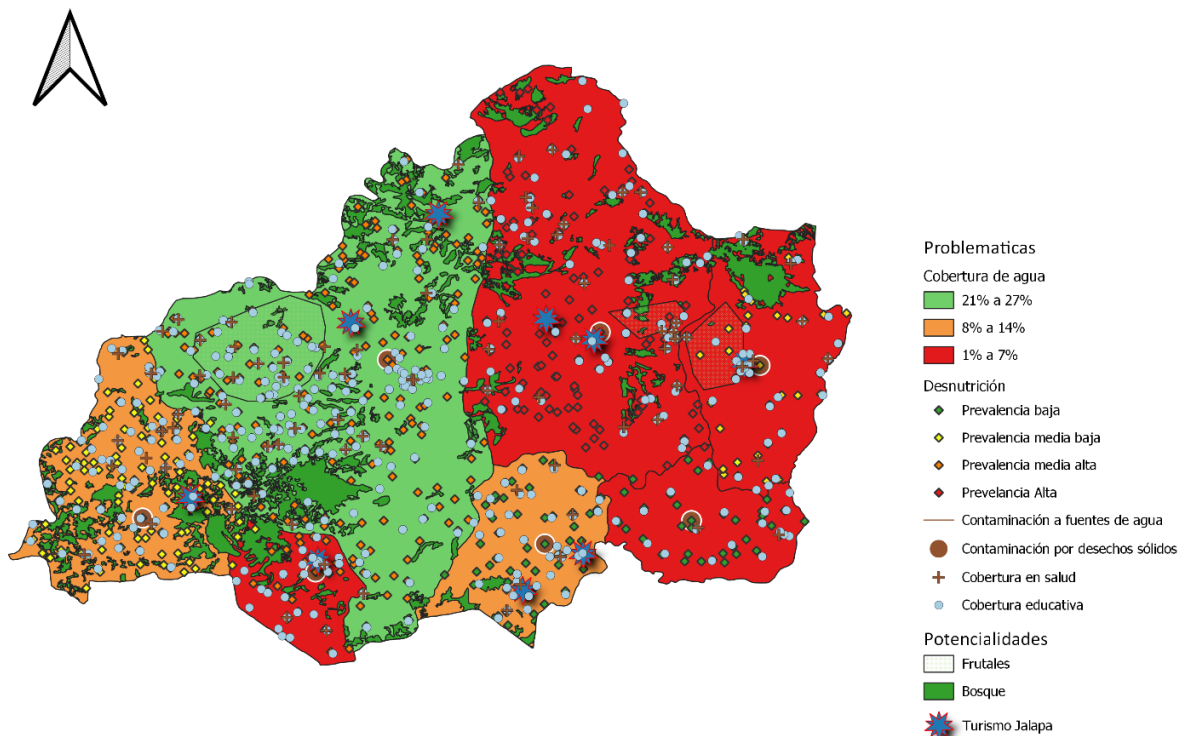 Problematicas
Cobertura de agua
21% a 27%
8% a 14%
1% a 7%
Desnutrición
Prevalencia baja
Prevalencia media baja
Prevalencia media alta
Prevelancia Alta
Contaminación a fuentes de agua
Contaminación por desechos sólidos
Cobertura en salud
Cobertura educativa
Potencialidades
Frutales
Bosque
Turismo Jalapa